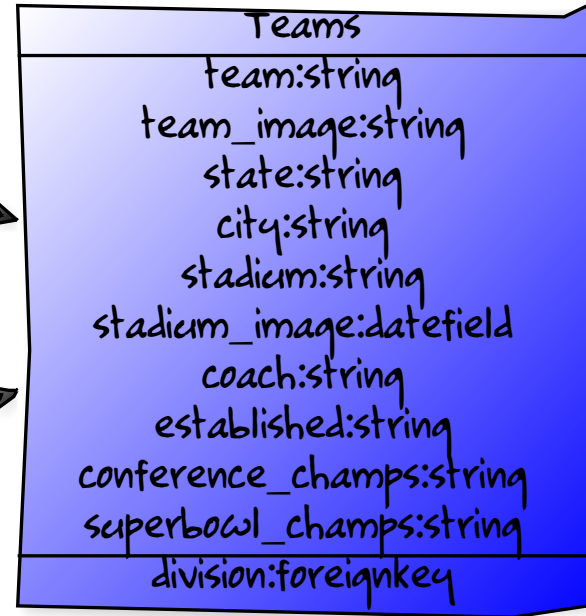 Teams
team:string
team_image:string
state:string
city:string
stadium:string
stadium_image:datefield
coach:string
established:string
conference_champs:string
superbowl_champs:string
division:foreignkey